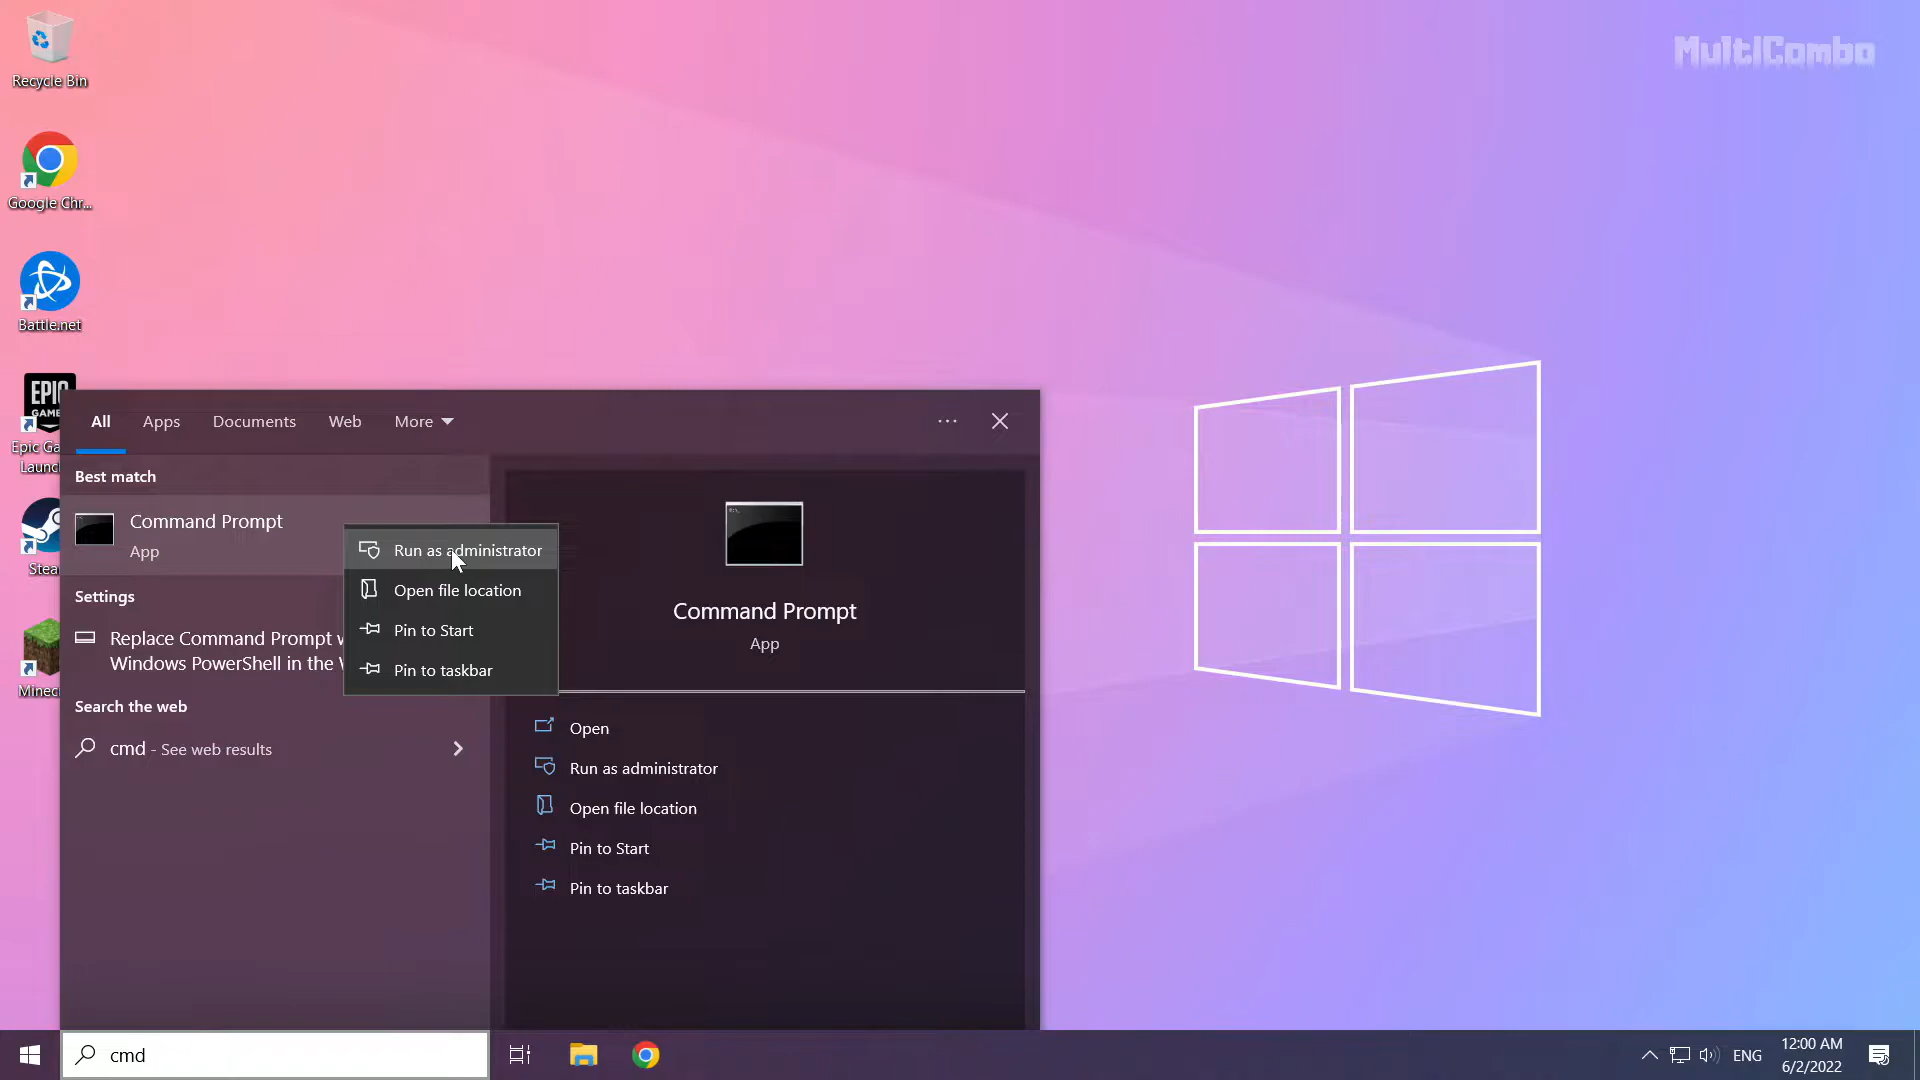 Recycle Bin
MultiCombo
Google Chr...
Battle.net
EPIC
GAM
Epic Ga
Launc
Stea
Minec
All
Apps
Documents
Web
More
Best match
Command Prompt
App
Settings
Replace Command Prompt w
Windows PowerShell in the W
Search the web
cmd - See web results
Run as administrator
Open file location
Pin to Start
Pin to taskbar
Command Prompt
App
Open
Run as administrator
Open file location
Pin to Start
Pin to taskbar
cmd
ENG
12:00 AM
6/2/2022